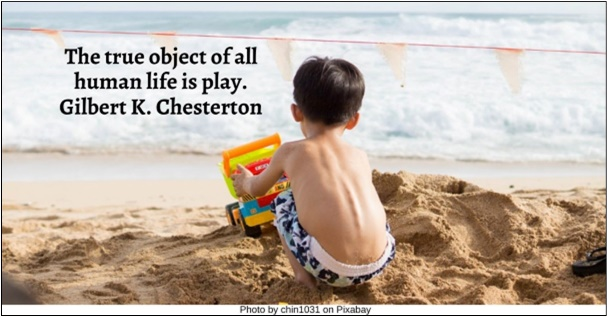 The true object of all
human life is play.
Gilbert K. Chesterton
Photo by chin1031 on Pixabay